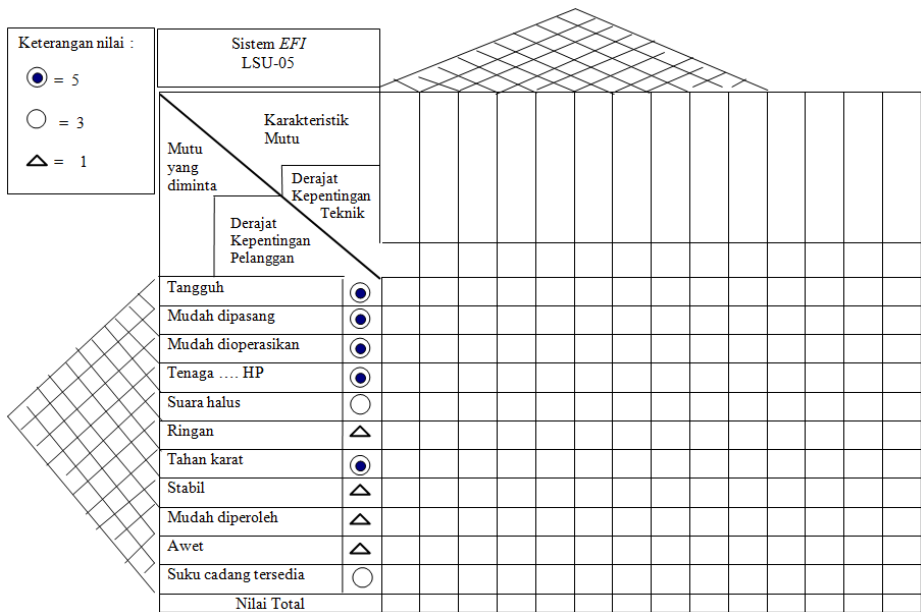 Keterangan nilai :
= 5
= 3
= 1
Sistem EFI
LSU-05
Karakteristik
Mutu
Mutu
yang
diminta
Derajat
Kepentingan
Teknik
Derajat
Kepentingan
Pelanggan
Tangguh
Mudah dipasang
Mudah dioperasikan
Tenaga .... HP
Suara halus
Ringan
Tahan karat
Stabil
Mudah diperoleh
Awet
Suku cadang tersedia
Nilai Total